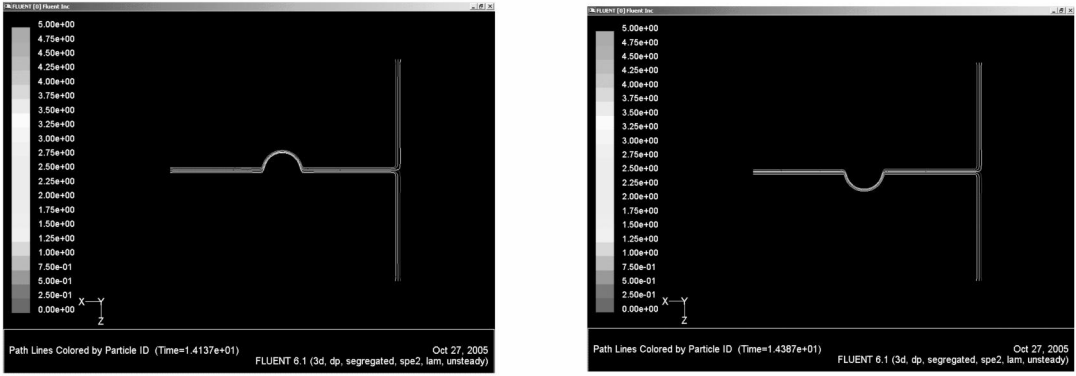 FLUENT [0] Fluent Inc
5.00e+00
4.75e+00
4.50e+00
4.25e+00
4.00e+00
3.75e+00
3.50e+00
3.25e+00
3.00e+00
2.75e+00
2.50e+00
2.25e+00
2.00e+00
1.75e+00
1.50e+00
1.25e+00
1.00e+00
7.50e-01
5.00e-01
2.50e-01
0.00e+00
X Y
Z
Path Lines Colored by Particle ID (Time=1.4137e+01)
Oct 27, 2005
FLUENT 6.1 (3d, dp, segregated, spe2, lam, unsteady)
FLUENT [0] Fluent Inc
5.00e+00
4.75e+00
4.50e+00
4.25e+00
4.00e+00
3.75e+00
3.50e+00
3.25e+00
3.00e+00
2.75e+00
2.50e+00
2.25e+00
2.00e+00
1.75e+00
1.50e+00
1.25e+00
1.00e+00
7.50e-01
5.00e-01
2.50e-01
0.00e+00
X Y
Z
Path Lines Colored by Particle ID (Time=1.4387e+01)
Oct 27, 2005
FLUENT 6.1 (3d, dp, segregated, spe2, lam, unsteady)